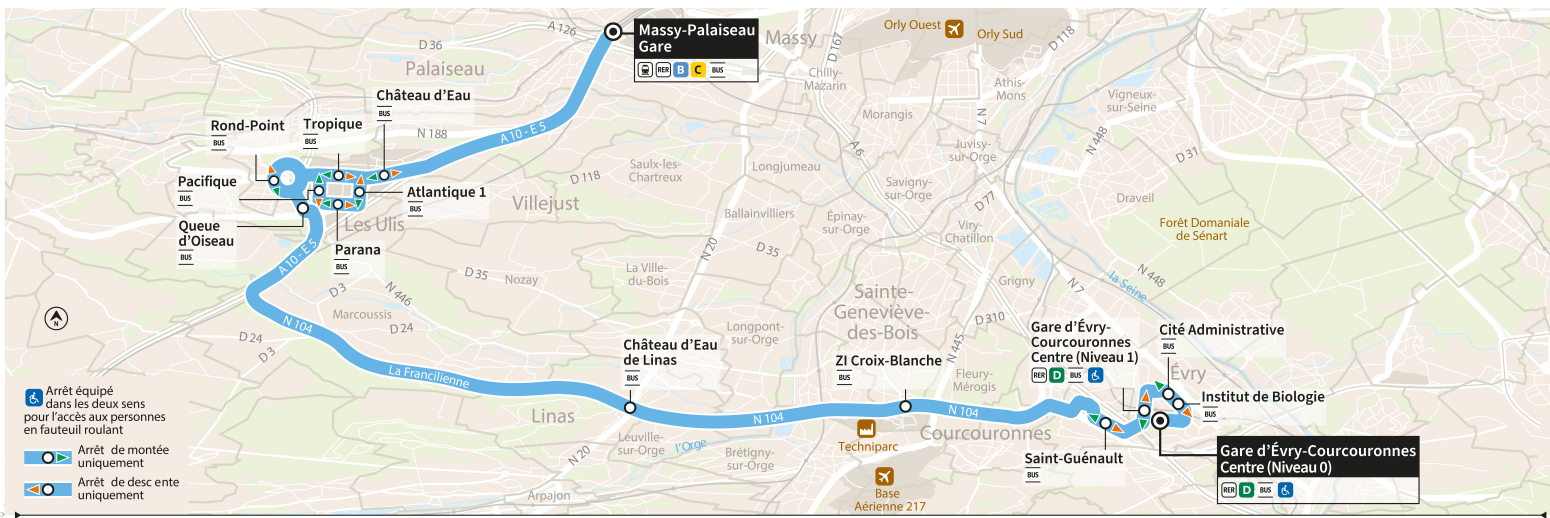 A 126
D 36
Palaiseau
Massy-Palaiseau
Gare
RER B C BUS
Massy
D 167
Orly Ouest
Orly Sud
D 118
Chilly-
Mazarin
Athis-
Mons
Vigneux-
sur-Seine
Morangis
N 7
Château d'Eau
BUS
Rond-Point
BUS
Tropique
BUS
N 188
A 10 - E 5
A 6
N 448
D 31
Juvisy-
sur-Orge
Saulx-les-
Chartreux
Longjumeau
D 118
Savigny-
sur-Orge
D 77
Draveil
Pacifique
BUS
Atlantique 1
BUS
Villejust
Ballainvilliers
Épinay-
sur-Orge
Viry-
Chatillon
Forêt Domaniale
de Sénart
Queue
d'Oiseau
BUS
Les Ulis
Parana
BUS
A 10 - E 5
N 20
D 35
D 35
Nozay
La Ville-
du-Bois
Grigny
N 448
la Seine
N 7
D 3
N 446
Marcoussis
D 24
N
N 104
D 24
D 3
Sainte-
Geneviève-
des-Bois
D 310
Longpont-
sur-Orge
N 445
Gare d'Évry-
Courcouronnes
Centre (Niveau 1)
RER D BUS
Cité Administrative
BUS
Évry
Château d'Eau
de Linas
BUS
ZI Croix-Blanche
BUS
Fleury-
Mérogis
La Francilienne
Institut de Biologie
BUS
Arrêt équipé
dans les deux sens
pour l'accès aux personnes
en fauteuil roulant
Linas
N 104
N 104
Courcouronnes
Techniparc
Leuville-
sur-Orge
l'Orge
Brétigny-
sur-Orge
N 20
Saint-Guénault
BUS
Gare d'Évry-Courcouronnes
Centre (Niveau 0)
RER D BUS
Arrêt de montée
uniquement
Arrêt de desc ente
uniquement
Arpajon
Base
Aérienne 217